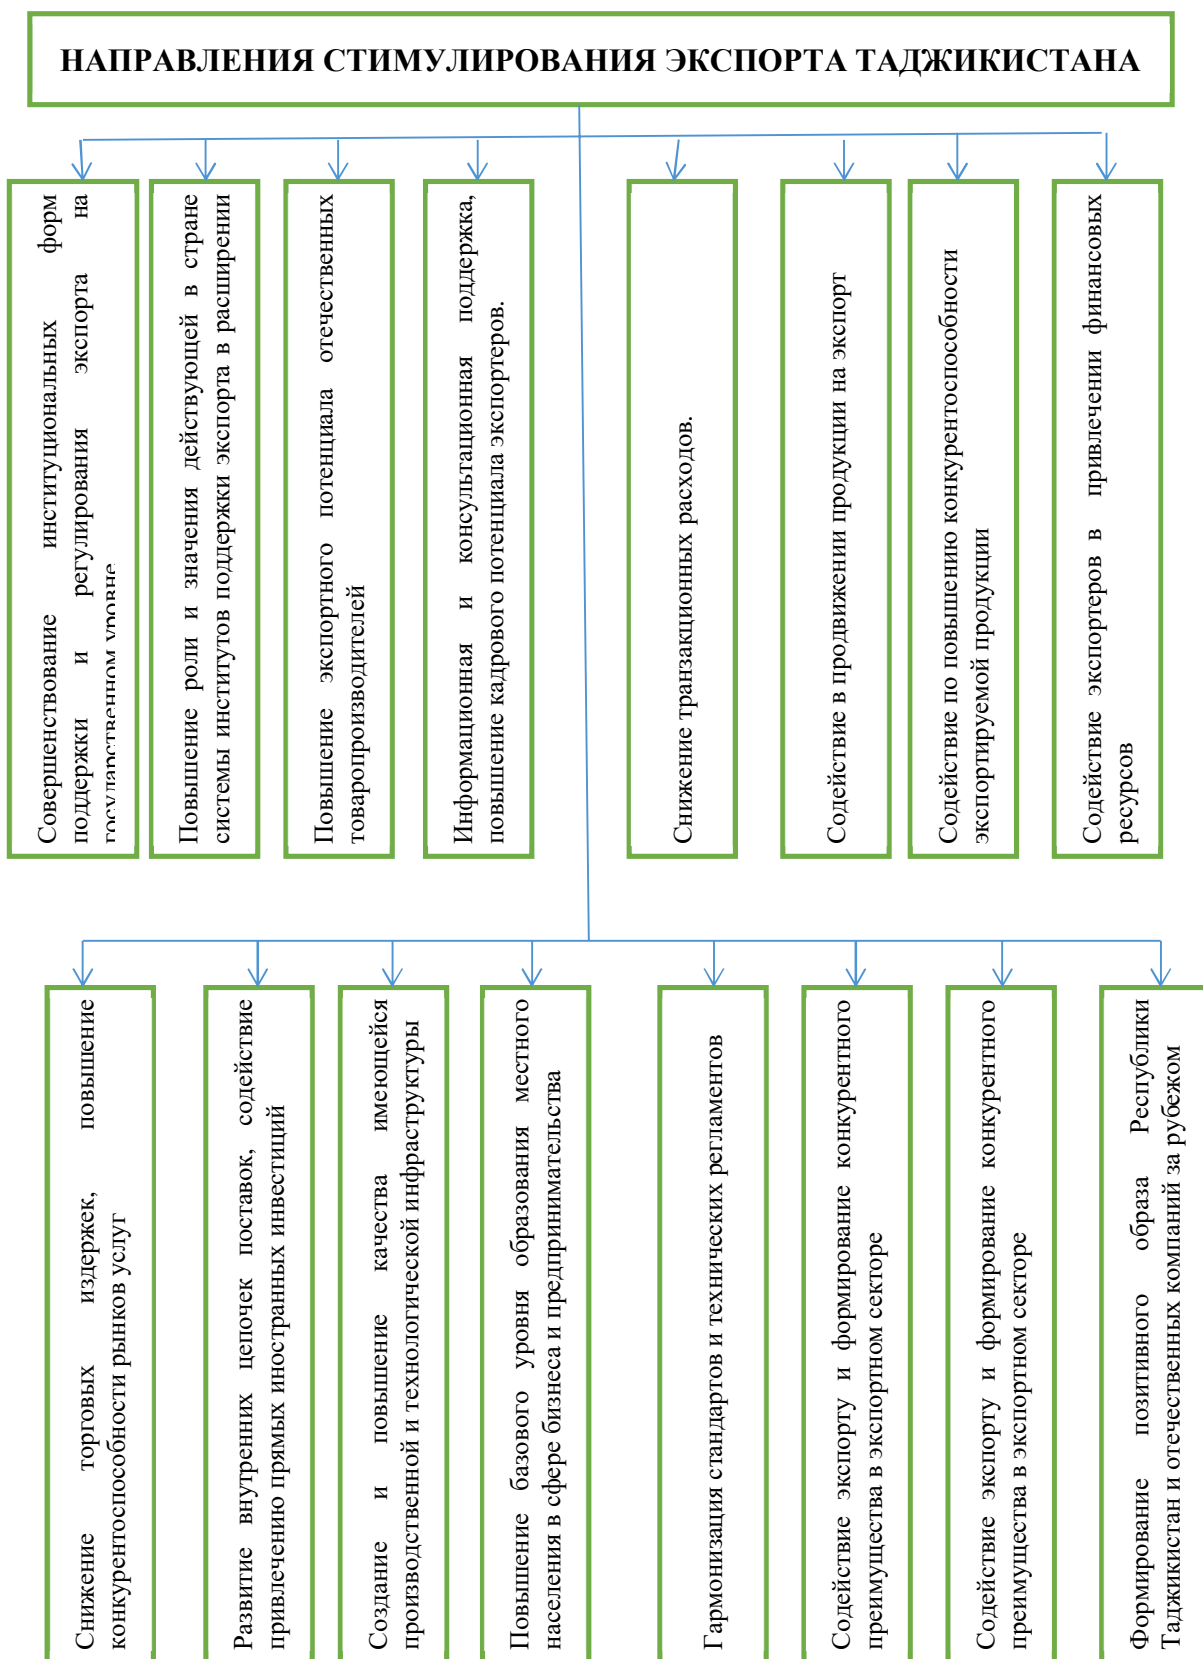 НАПРАВЛЕНИЯ СТИМУЛИРОВАНИЯ ЭКСПОРТА ТАДЖИКИСТАНА
Совершенствование институциональных форм
поддержки и регулирования экспорта на
государственном уровне
Повышение роли и значения действующей в стране
системы институтов поддержки экспорта в расширении
Повышение экспортного потенциала отечественных
товаропроизводителей
Информационная и консультационная поддержка,
повышение кадрового потенциала экспортеров.
Снижение транзакционных расходов.
Содействие в продвижении продукции на экспорт
Содействие по повышению конкурентоспособности
экспортируемой продукции
Содействие экспортеров в привлечении финансовых
ресурсов
Снижение торговых издержек, повышение
конкурентоспособности рынков услуг
Развитие внутренних цепочек поставок, содействие
привлечению прямых иностранных инвестиций
Создание и повышение качества имеющейся
производственной и технологической инфраструктуры
Повышение базового уровня образования местного
населения в сфере бизнеса и предпринимательства
Гармонизация стандартов и технических регламентов
Содействие экспорту и формирование конкурентного
преимущества в экспортном секторе
Содействие экспорту и формирование конкурентного
преимущества в экспортном секторе
Формирование позитивного образа Республики
Таджикистан и отечественных компаний за рубежом